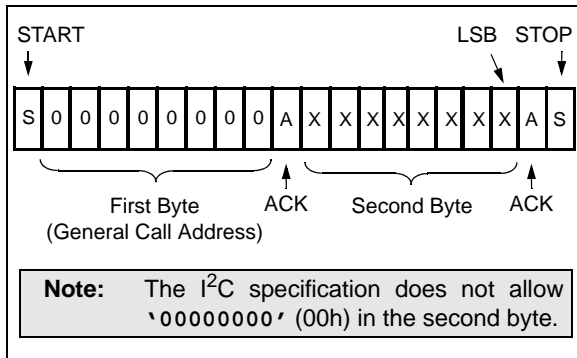 START LSB STOP
S 0 0 0 0 0 0 0 0 A X X X X X X X X A S
First Byte ACK Second Byte ACK
(General Call Address)
Note: The I²C specification does not allow
‘00000000’ (00h) in the second byte.